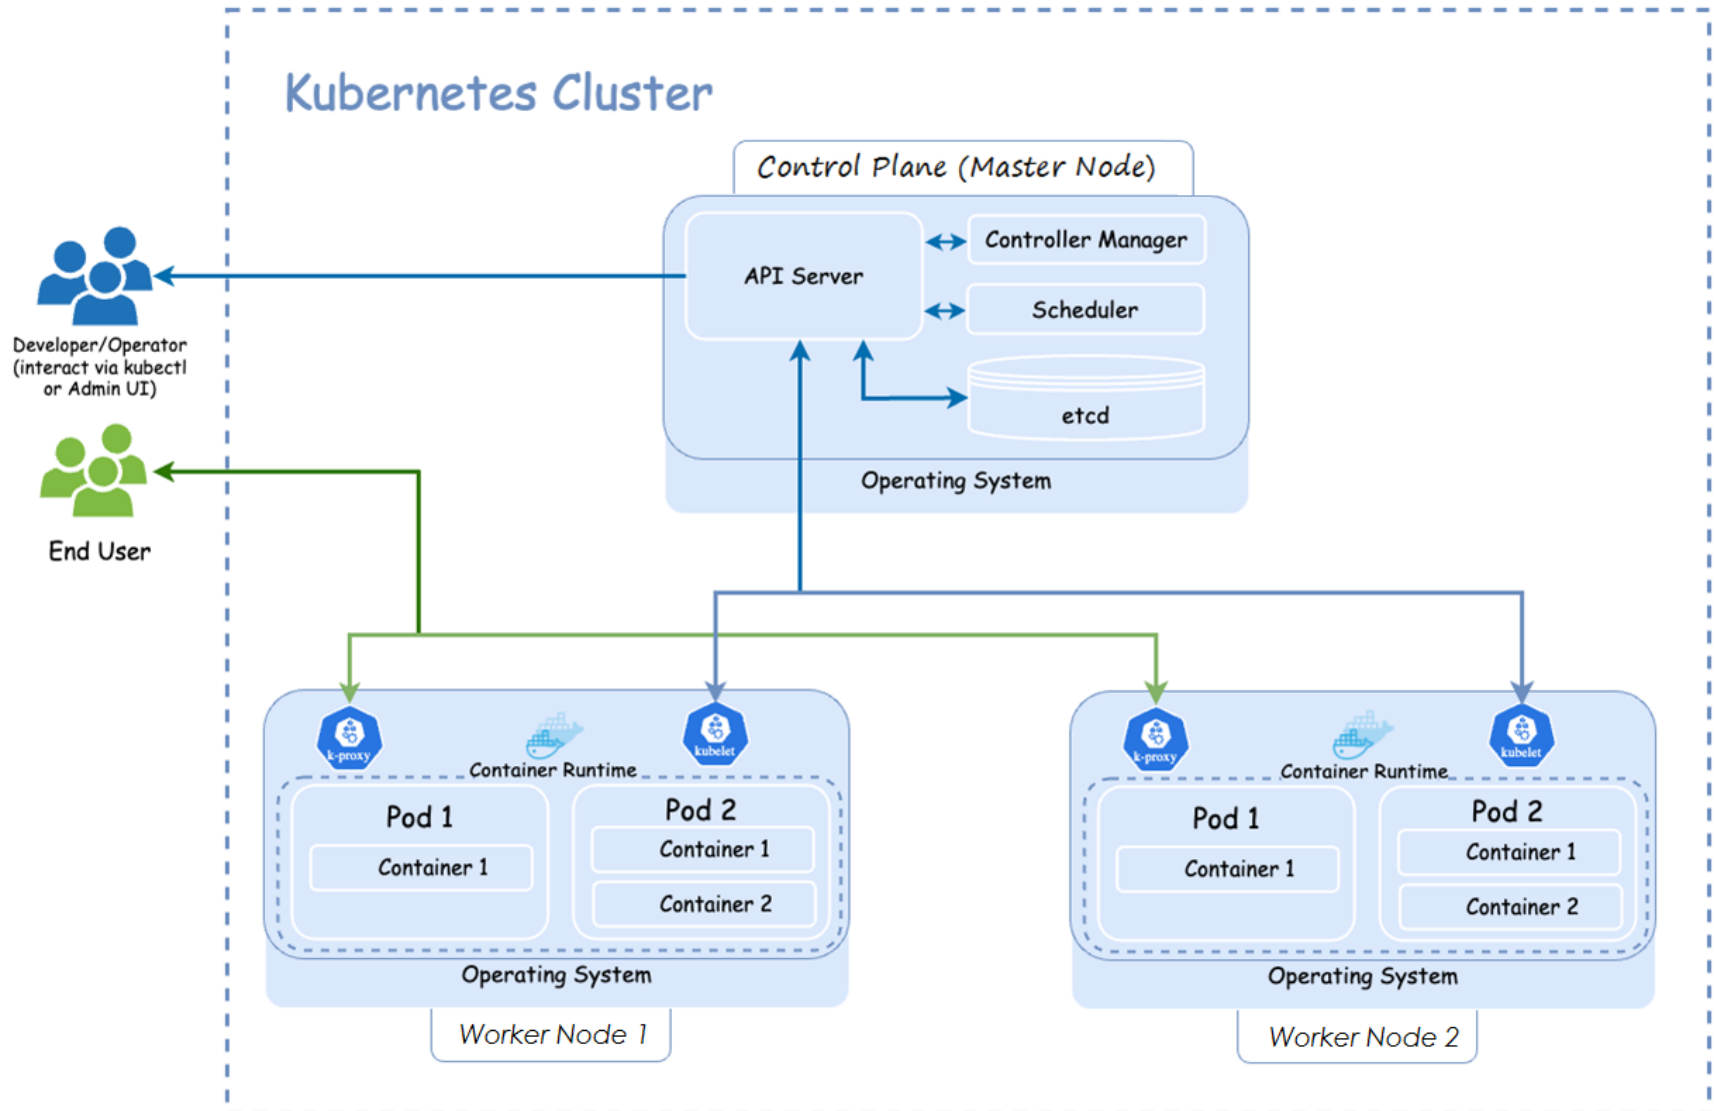 Kubernetes Cluster
Control Plane (Master Node)
API Server
Controller Manager
Scheduler
etcd
Operating System
Developer/Operator
(interact via kubectl
or Admin UI)
End User
k-proxy
Container Runtime
kubelet
Pod 1
Container 1
Pod 2
Container 1
Container 2
Operating System
Worker Node 1
k-proxy
Container Runtime
kubelet
Pod 1
Container 1
Pod 2
Container 1
Container 2
Operating System
Worker Node 2